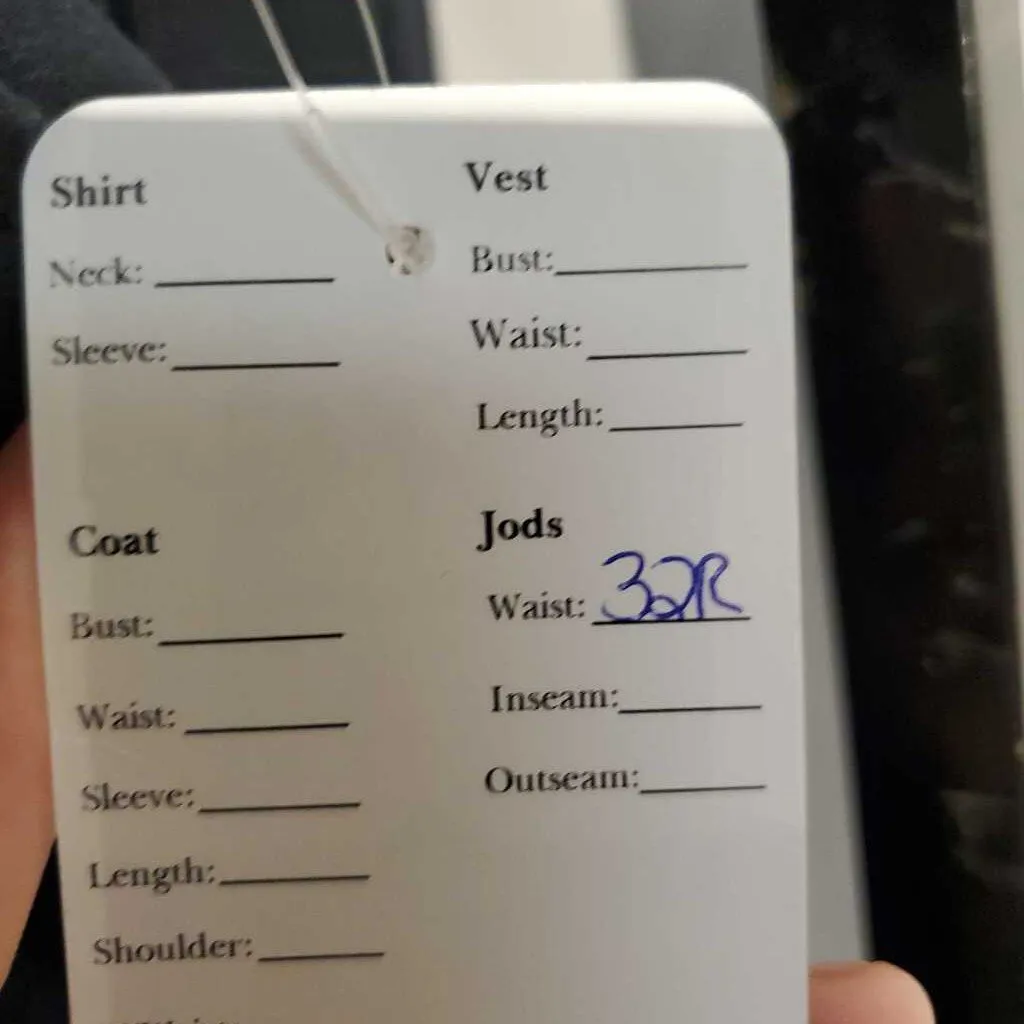 Shirt
Neck:
Sleeve:
Vest
Bust:
Waist:
Length:
Coat
Bust:
Waist:
Sleeve:
Length:
Shoulder:
Jods
Waist: 32R
Inseam:
Outseam: